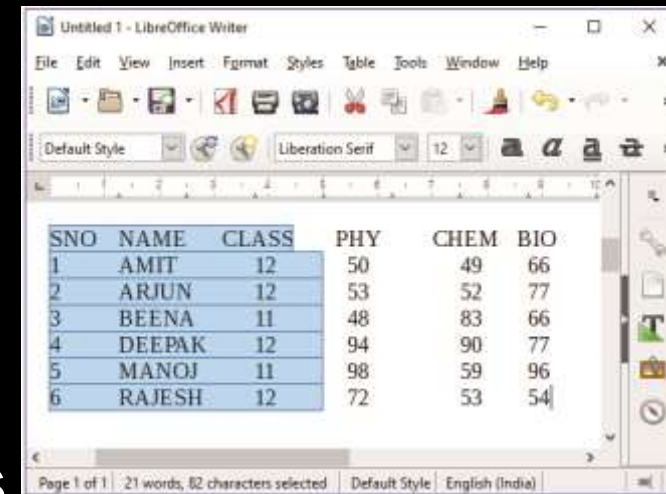 Untitled 1 - LibreOffice Writer
File Edit View Insert Format Styles Table Tools Window Help
Default Style Liberation Serif 12 a a a a
SNO NAME CLASS PHY CHEM BIO
1 AMIT 12 50 49 66
2 ARJUN 12 53 52 77
3 BEENA 11 48 83 66
4 DEEPAK 12 94 90 77
5 MANOJ 11 98 59 96
6 RAJESH 12 72 53 54
Page 1 of 1 21 words, 82 characters selected Default Style English (India)